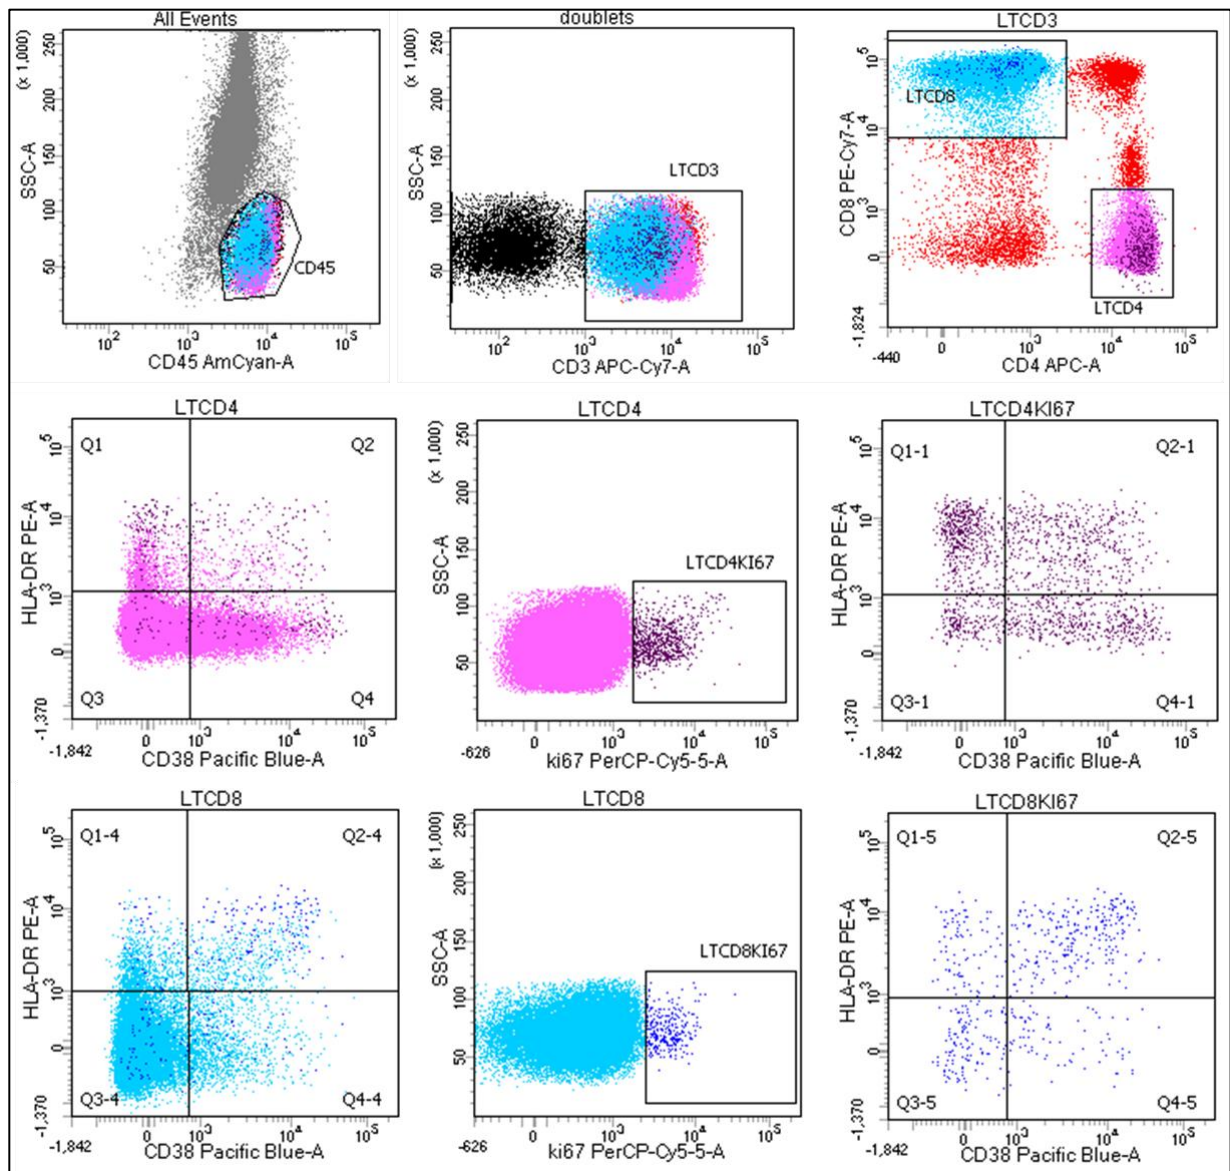 All Events
(x 1,000)
250
200
150
100
50
SSC-A
CD45
10² 10³ 10⁴ 10⁵
CD45 AmCyan-A
doublets
(x 1,000)
250
200
150
100
50
SSC-A
LTCD3
10² 10³ 10⁴ 10⁵
CD3 APC-Cy7-A
LTCD3
10⁵
10⁴
10³
0
-1,824
CD8 PE-Cy7-A
LTCD8
LTCD4
-440 0 10³ 10⁴ 10⁵
CD4 APC-A
LTCD4
Q1 Q2
10⁵
10⁴
10³
0
-1,370
HLA-DR PE-A
Q3 Q4
-1,842 0 10³ 10⁴ 10⁵
CD38 Pacific Blue-A
LTCD4
(x 1,000)
250
200
150
100
50
SSC-A
LTCD4KI67
-626 0 10³ 10⁴ 10⁵
ki67 PerCP-Cy5-5-A
LTCD4KI67
Q1-1 Q2-1
10⁵
10⁴
10³
0
-1,370
HLA-DR PE-A
Q3-1 Q4-1
-1,842 0 10³ 10⁴ 10⁵
CD38 Pacific Blue-A
LTCD8
Q1-4 Q2-4
10⁵
10⁴
10³
0
-1,370
HLA-DR PE-A
Q3-4 Q4-4
-1,842 0 10³ 10⁴ 10⁵
CD38 Pacific Blue-A
LTCD8
(x 1,000)
250
200
150
100
50
SSC-A
LTCD8KI67
-626 0 10³ 10⁴ 10⁵
ki67 PerCP-Cy5-5-A
LTCD8KI67
Q1-5 Q2-5
10⁵
10⁴
10³
0
-1,370
HLA-DR PE-A
Q3-5 Q4-5
-1,842 0 10³ 10⁴ 10⁵
CD38 Pacific Blue-A